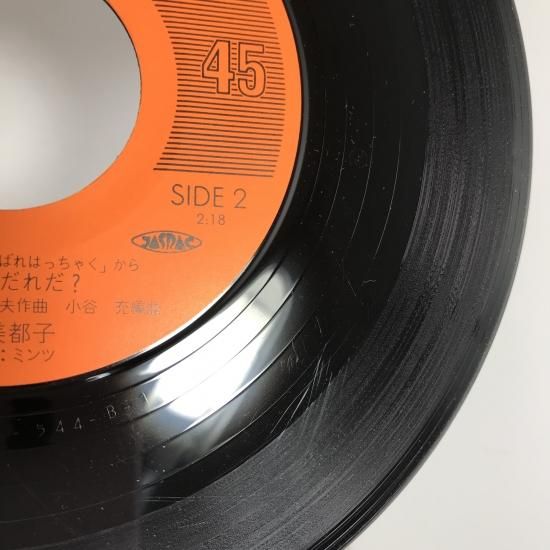 45
SIDE 2
2.18
JASRAC
ばれはっちゃく」から
だれだ?
夫作曲 小谷 充編曲
美都子
:ミンツ
544-B-1